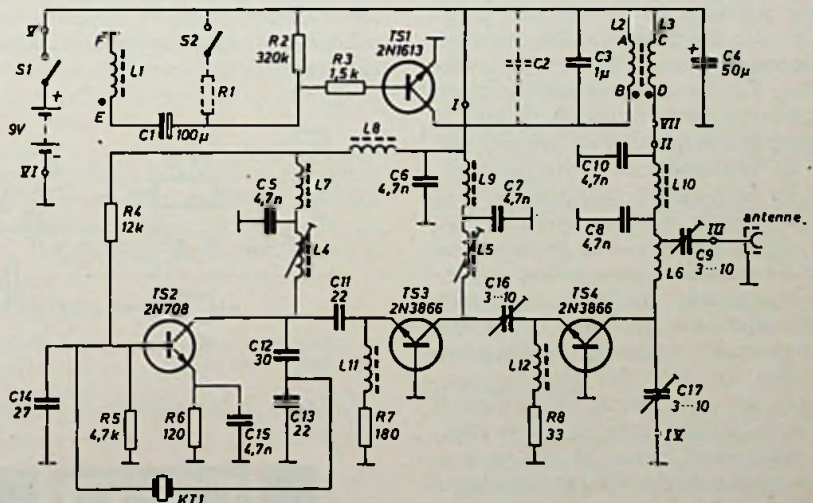 V
S1
+
9V
-
VI
F
L1
E
C1
100µ
S2
R1
R2
320k
R3
1,5k
TS1
2N1613
I
C2
C3
1µ
L2
L3
A
C
B
D
+
C4
50µ
VII
II
L8
C5
4,7n
L7
C6
4,7n
L9
C7
4,7n
C10
4,7n
L10
R4
12k
L4
L5
C8
4,7n
L6
C9
3...10
III
antenne
TS2
2N708
C11
22
TS3
2N3866
C16
3...10
TS4
2N3866
C14
27
R5
4,7k
R6
120
C15
4,7n
C12
30
C13
22
L11
R7
180
L12
R8
33
C17
3...10
IV
KT1